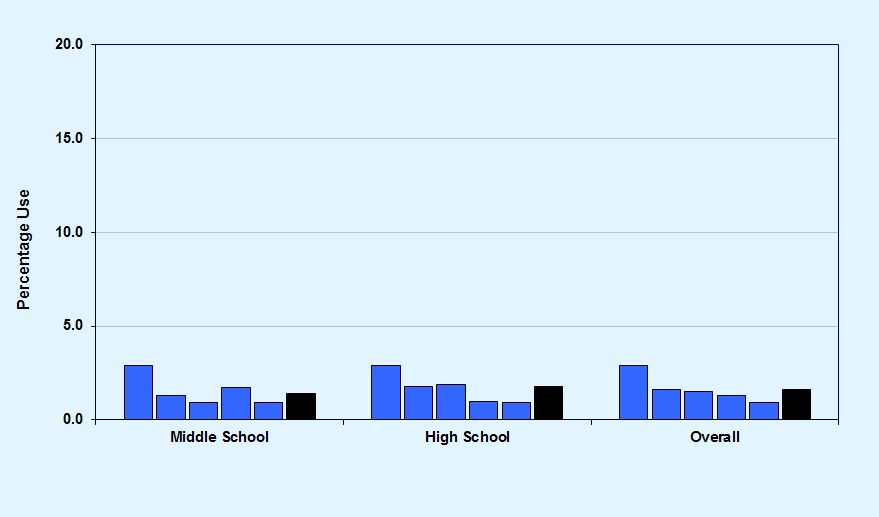 20.0
15.0
10.0
5.0
0.0
Percentage Use
Middle School
High School
Overall